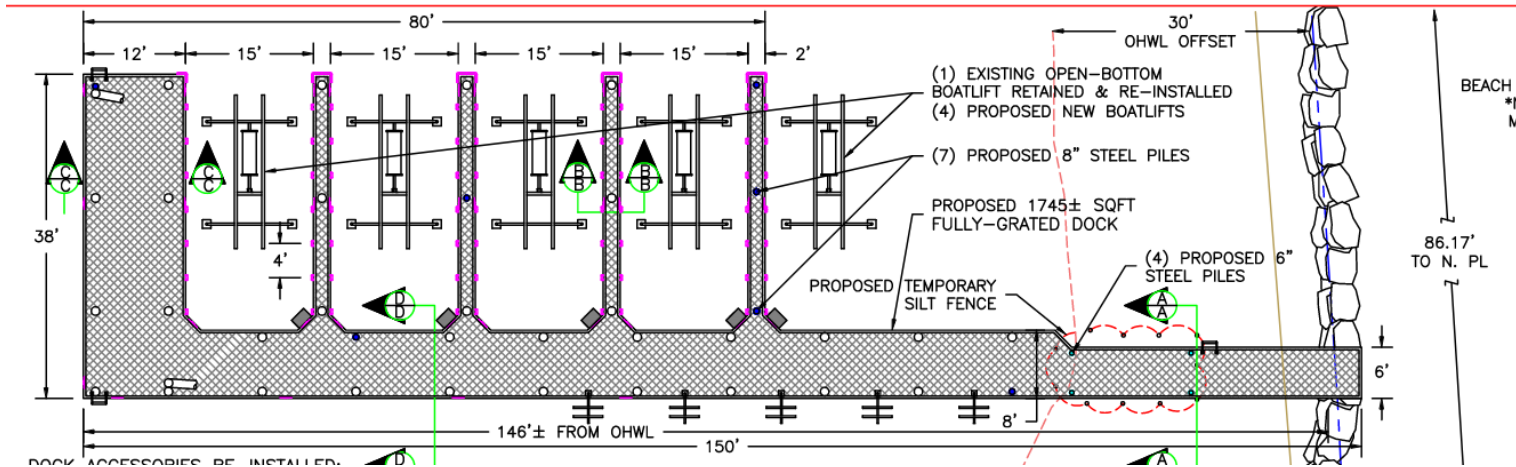 80'
30'
OHWL OFFSET
12'
15'
15'
15'
15'
2'
(1) EXISTING OPEN-BOTTOM
BOATLIFT RETAINED & RE-INSTALLED
(4) PROPOSED NEW BOATLIFTS
BEACH
C
C
C
C
B
B
B
B
(7) PROPOSED 8" STEEL PILES
38'
PROPOSED 1745± SQFT
FULLY-GRATED DOCK
4'
86.17'
TO N. PL
(4) PROPOSED 6"
STEEL PILES
PROPOSED TEMPORARY
SILT FENCE
D
D
A
A
6'
8'
146'± FROM OHWL
150'
D
A